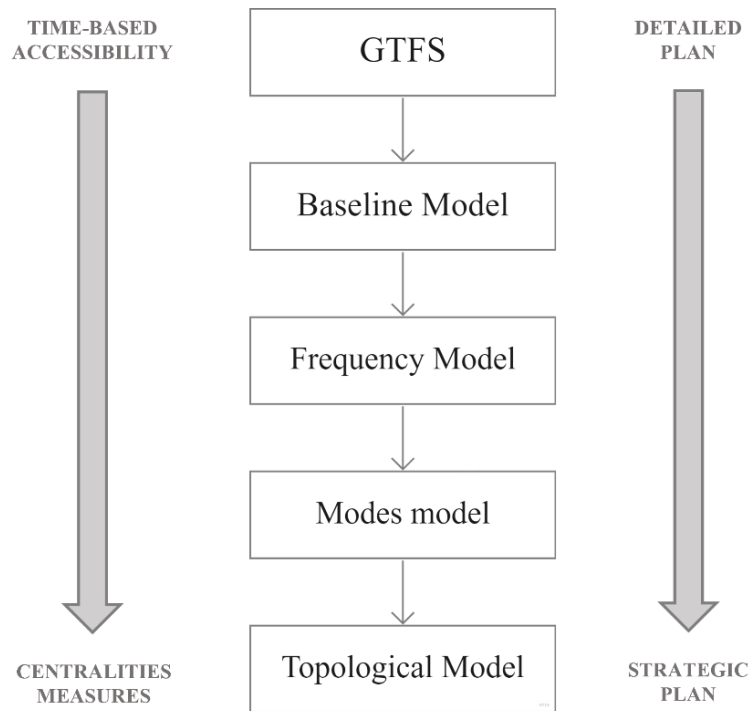 TIME-BASED
ACCESSIBILITY
GTFS
DETAILED
PLAN
Baseline Model
Frequency Model
Modes model
Topological Model
CENTRALITIES
MEASURES
STRATEGIC
PLAN